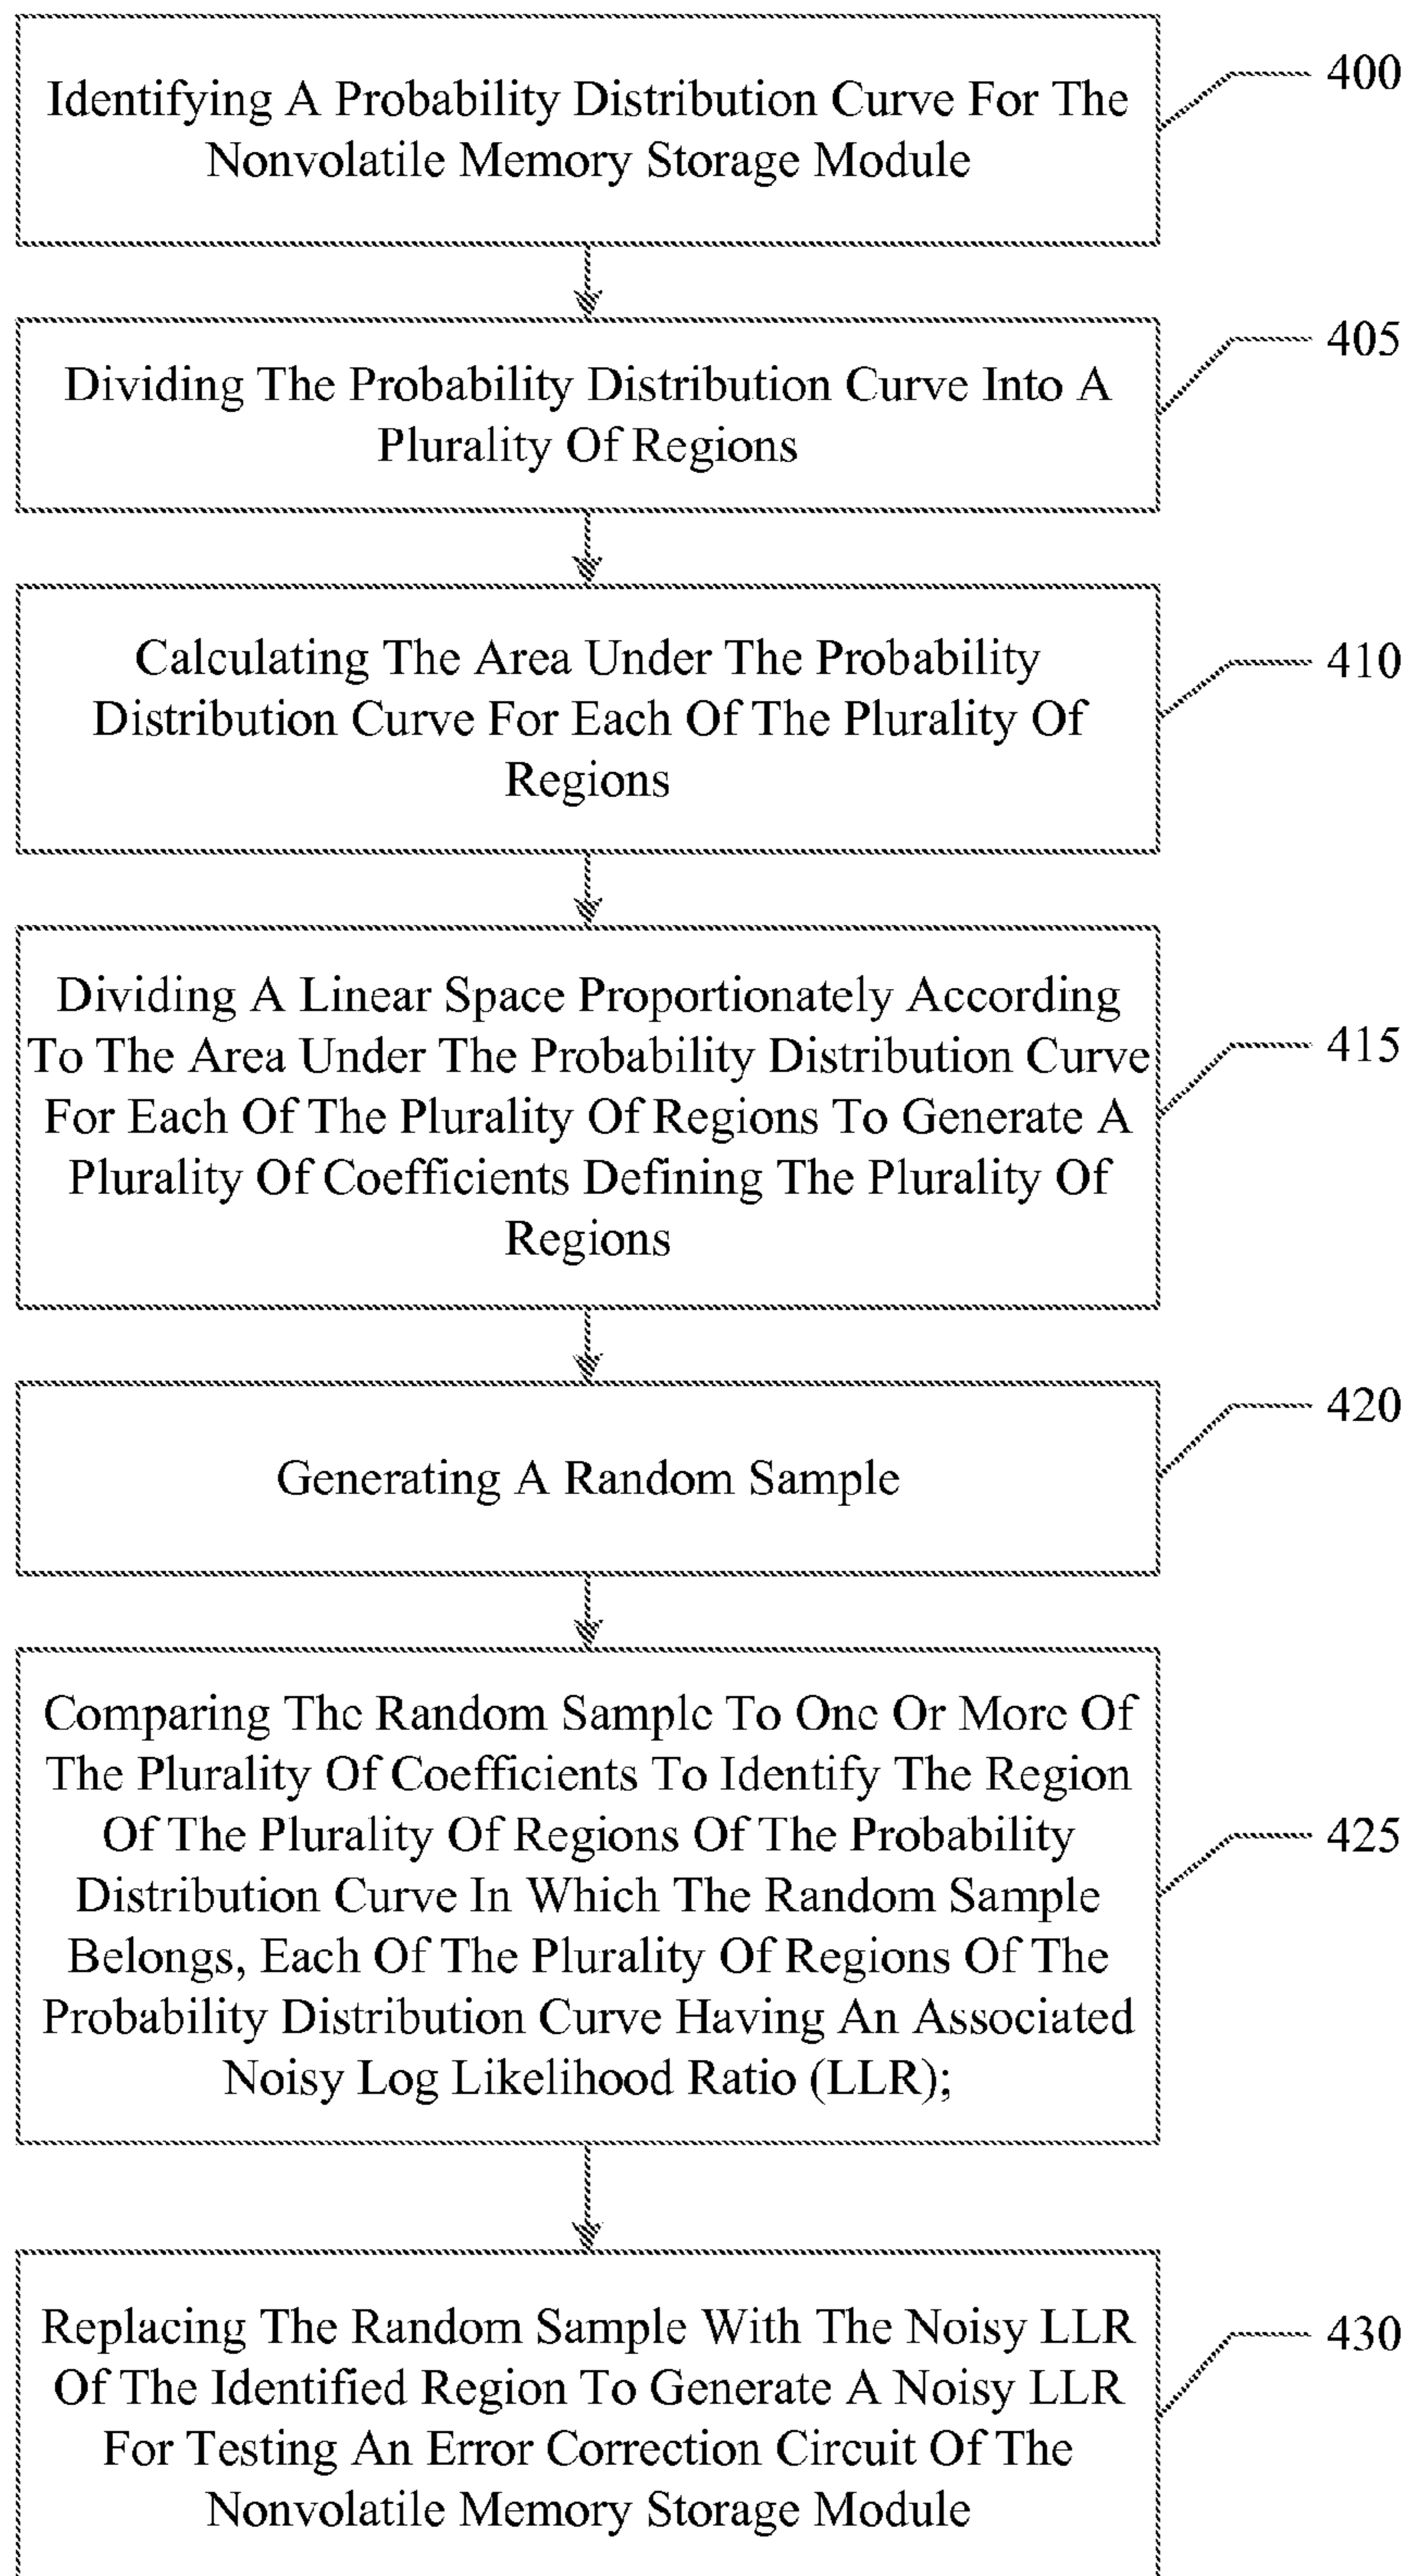 Identifying A Probability Distribution Curve For The
Nonvolatile Memory Storage Module
400
Dividing The Probability Distribution Curve Into A
Plurality Of Regions
405
Calculating The Area Under The Probability
Distribution Curve For Each Of The Plurality Of
Regions
410
Dividing A Linear Space Proportionately According
To The Area Under The Probability Distribution Curve
For Each Of The Plurality Of Regions To Generate A
Plurality Of Coefficients Defining The Plurality Of
Regions
415
Generating A Random Sample
420
Comparing The Random Sample To One Or More Of
The Plurality Of Coefficients To Identify The Region
Of The Plurality Of Regions Of The Probability
Distribution Curve In Which The Random Sample
Belongs, Each Of The Plurality Of Regions Of The
Probability Distribution Curve Having An Associated
Noisy Log Likelihood Ratio (LLR);
425
Replacing The Random Sample With The Noisy LLR
Of The Identified Region To Generate A Noisy LLR
For Testing An Error Correction Circuit Of The
Nonvolatile Memory Storage Module
430